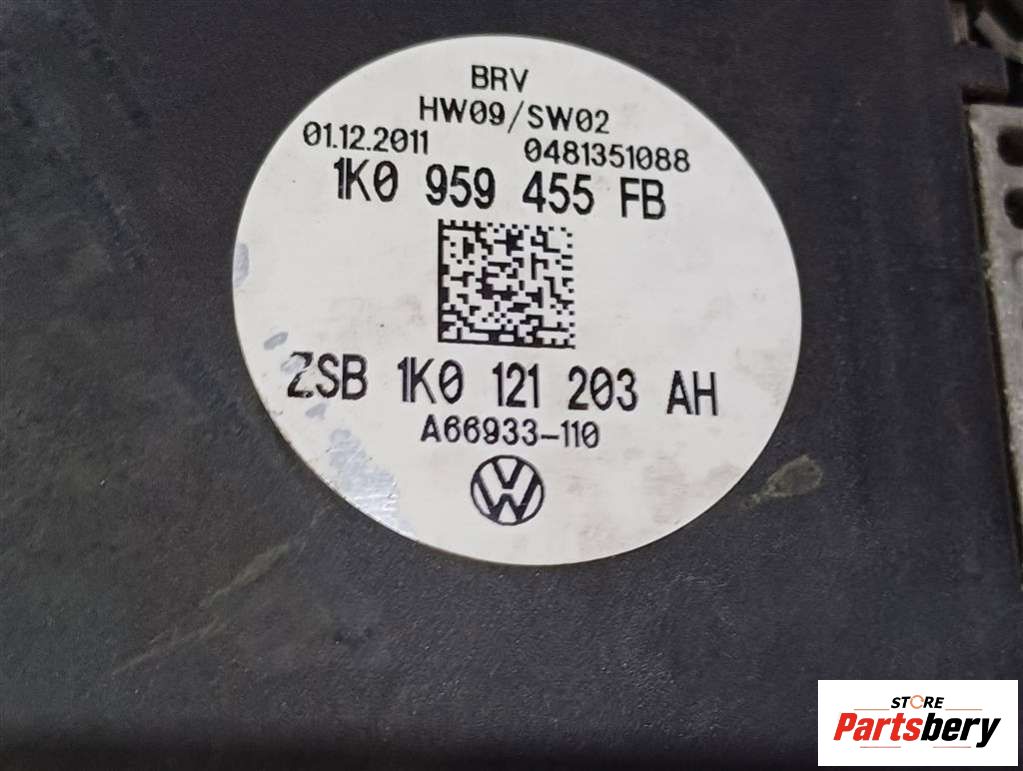 BRV
HW09/SW02
01.12.2011 0481351088
1K0 959 455 FB
ZSB 1K0 121 203 AH
A66933-110
STORE
Partsbery